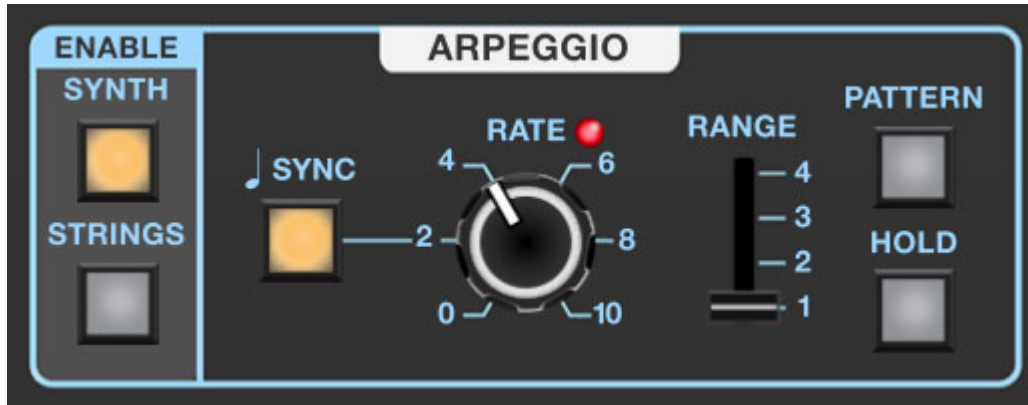 ENABLE
SYNTH
STRINGS
ARPEGGIO
♩ SYNC
RATE
0
2
4
6
8
10
RANGE
4
3
2
1
PATTERN
HOLD